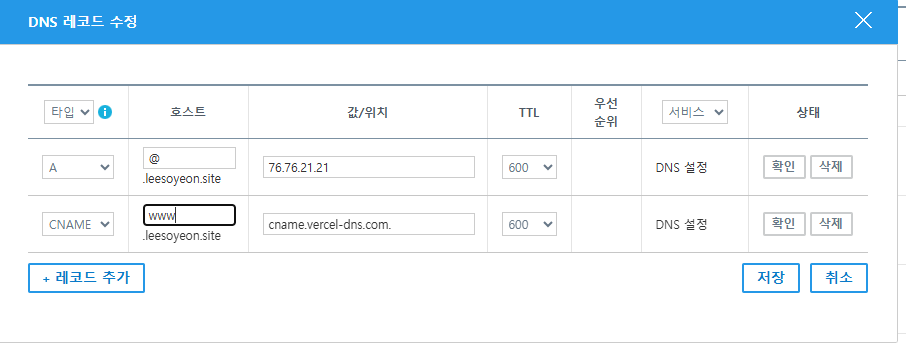 DNS 레코드 수정
타입 호스트 값/위치 TTL 우선 순위 서비스 상태
A @ .leesoyeon.site 76.76.21.21 600 DNS 설정 확인 삭제
CNAME www .leesoyeon.site cname.vercel-dns.com. 600 DNS 설정 확인 삭제
+ 레코드 추가 저장 취소